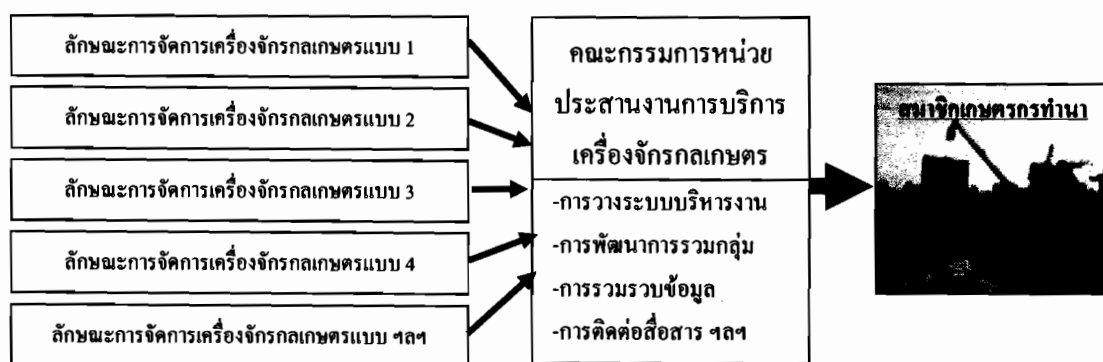 ลักษณะการจัดการเครื่องจักรกลเกษตรแบบ 1
ลักษณะการจัดการเครื่องจักรกลเกษตรแบบ 2
ลักษณะการจัดการเครื่องจักรกลเกษตรแบบ 3
ลักษณะการจัดการเครื่องจักรกลเกษตรแบบ 4
ลักษณะการจัดการเครื่องจักรกลเกษตรแบบ ฯลฯ
คณะกรรมการหน่วย
ประสานงานการบริการ
เครื่องจักรกลเกษตร
-การวางระบบบริหารงาน
-การพัฒนาการรวมกลุ่ม
-การรวมรวบข้อมูล
-การติดต่อสื่อสาร ฯลฯ
สมาชิกเกษตรกรทำนา